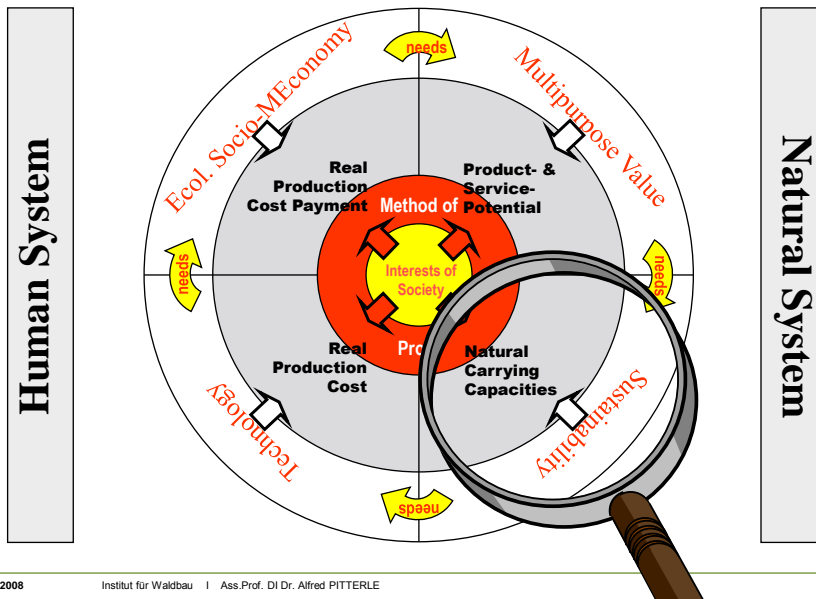 Human System
Natural System
needs
Ecol. Socio-MEconomy
Multipurpose Value
Real
Production
Cost Payment
Product- &
Service-
Potential
Method of
needs
Interests of
Society
needs
Real
Production
Cost
Natural
Carrying
Capacities
Technology
Sustainability
needs
2008
Institut für Waldbau I Ass.Prof. DI Dr. Alfred PITTERLE